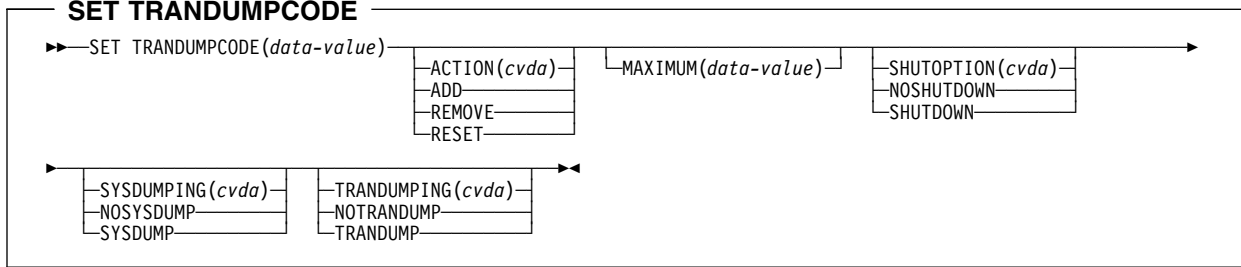 SET TRANDUMPCODE
SET TRANDUMPCODE(data-value)
ACTION(cvda)
ADD
REMOVE
RESET
MAXIMUM(data-value)
SHUTOPTION(cvda)
NOSHUTDOWN
SHUTDOWN
SYSDUMPING(cvda)
NOSYSDUMP
SYSDUMP
TRANDUMPING(cvda)
NOTRANDUMP
TRANDUMP